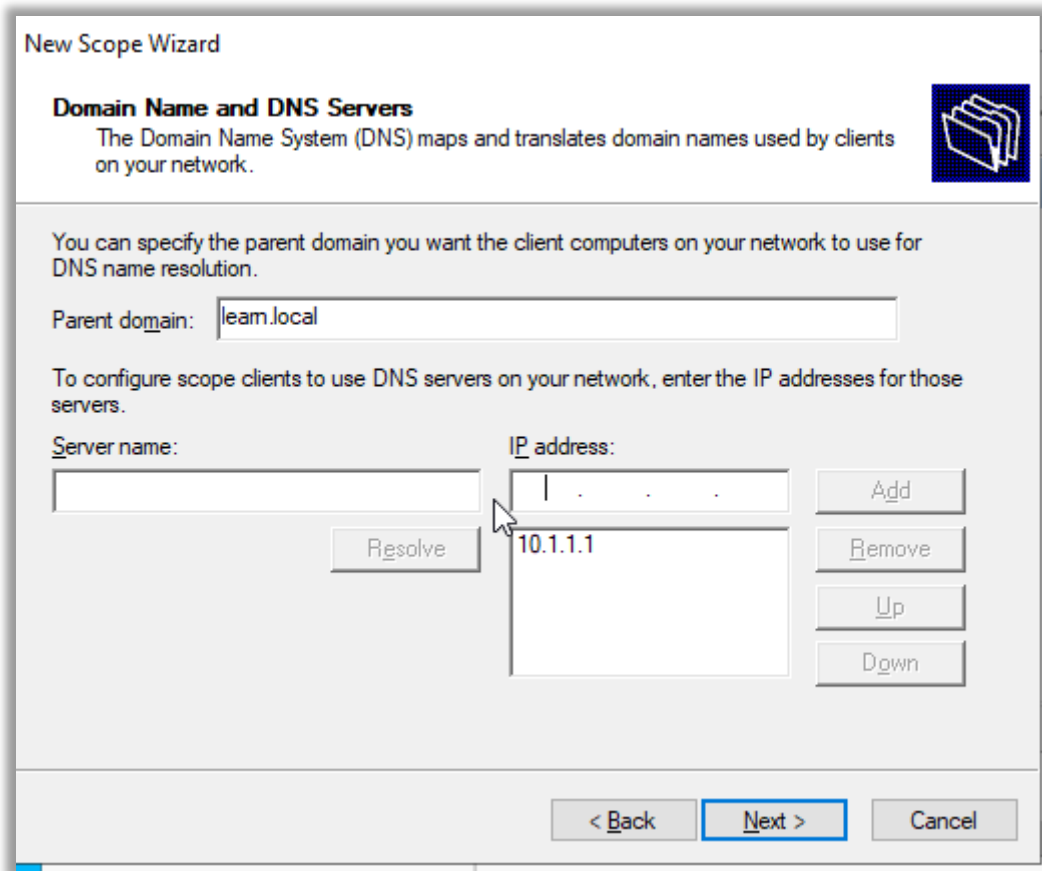 New Scope Wizard
Domain Name and DNS Servers
The Domain Name System (DNS) maps and translates domain names used by clients
on your network.
You can specify the parent domain you want the client computers on your network to use for
DNS name resolution.
Parent domain: learn.local
To configure scope clients to use DNS servers on your network, enter the IP addresses for those
servers.
Server name: IP address:
. . . Add
Resolve 10.1.1.1 Remove
Up
Down
< Back Next > Cancel